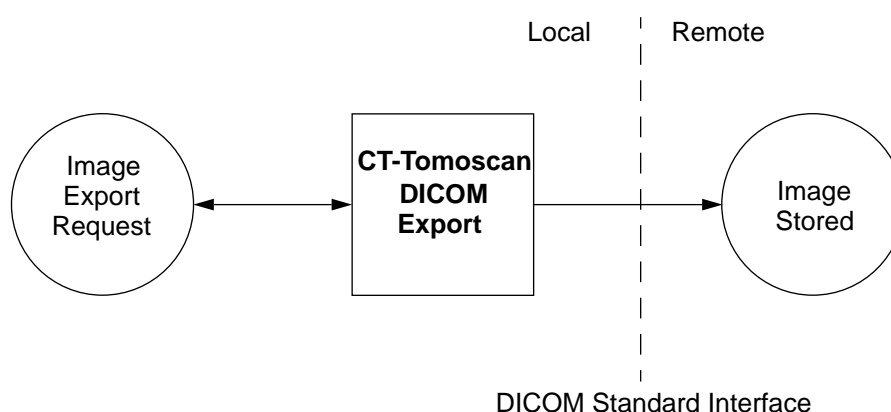 Local
Remote
Image
Export
Request
CT-Tomoscan
DICOM
Export
Image
Stored
DICOM Standard Interface